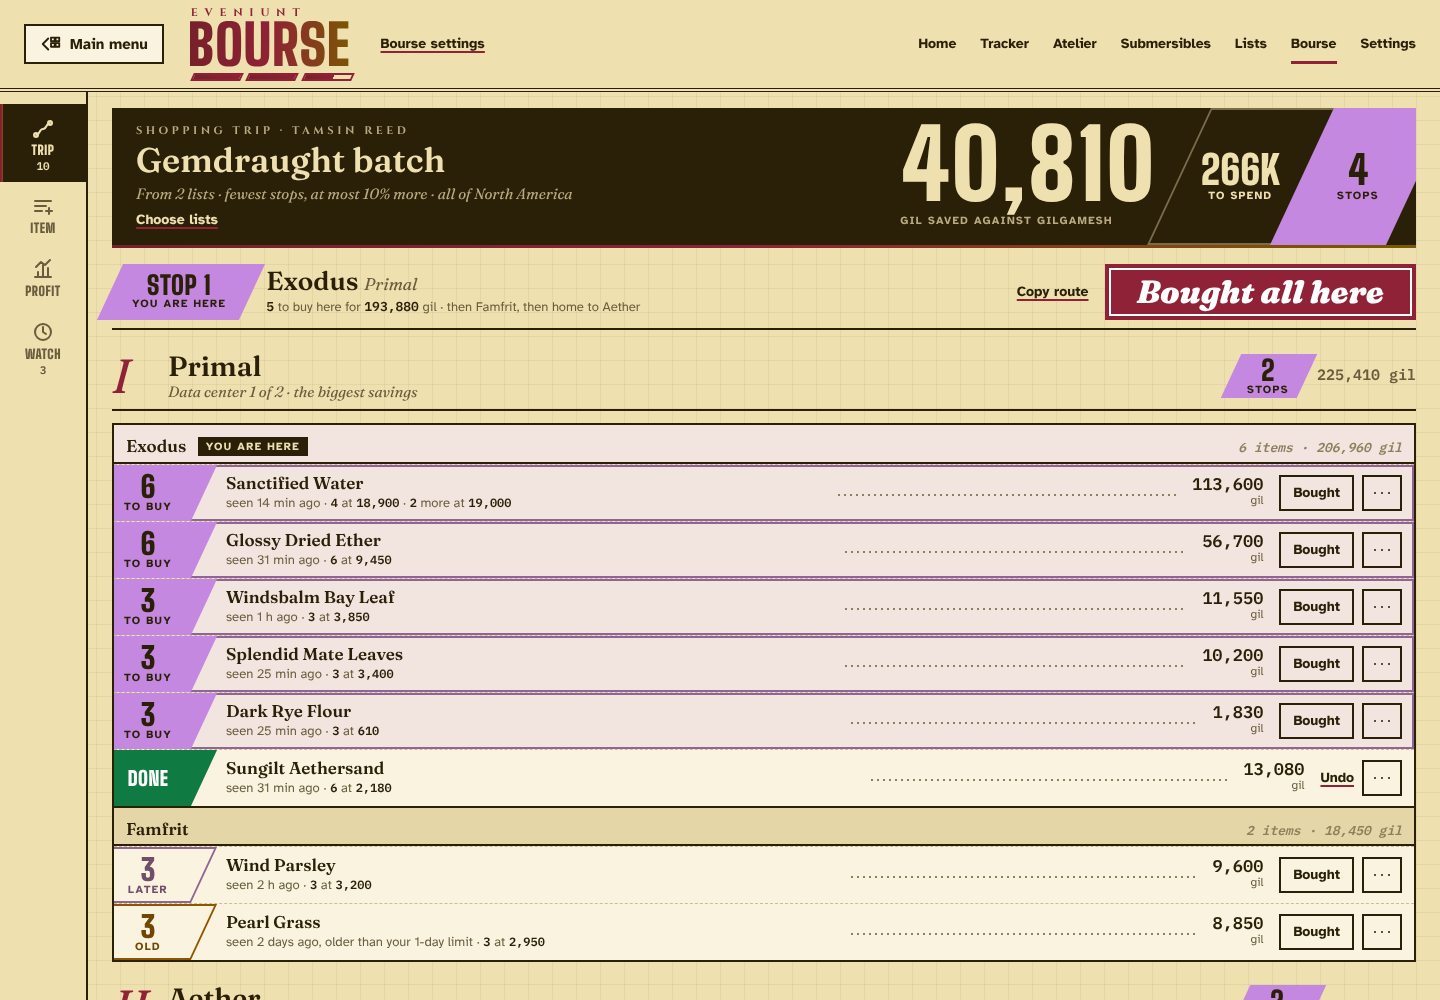 Main menu
EVENIUNT
BOURSE
Bourse settings
Home
Tracker
Atelier
Submersibles
Lists
Bourse
Settings
TRIP
10
ITEM
PROFIT
WATCH
3
SHOPPING TRIP · TAMSIN REED
Gemdraught batch
From 2 lists · fewest stops, at most 10% more · all of North America
Choose lists
40,810
GIL SAVED AGAINST GILGAMESH
266K
TO SPEND
4
STOPS
STOP 1
YOU ARE HERE
Exodus Primal
5 to buy here for 193,880 gil · then Famfrit, then home to Aether
Copy route
Bought all here
I
Primal
Data center 1 of 2 · the biggest savings
2
STOPS
225,410 gil
Exodus
YOU ARE HERE
6 items · 206,960 gil
6
TO BUY
Sanctified Water
seen 14 min ago · 4 at 18,900 · 2 more at 19,000
113,600
gil
Bought
...
6
TO BUY
Glossy Dried Ether
seen 31 min ago · 6 at 9,450
56,700
gil
Bought
...
3
TO BUY
Windsbalm Bay Leaf
seen 1 h ago · 3 at 3,850
11,550
gil
Bought
...
3
TO BUY
Splendid Mate Leaves
seen 25 min ago · 3 at 3,400
10,200
gil
Bought
...
3
TO BUY
Dark Rye Flour
seen 25 min ago · 3 at 610
1,830
gil
Bought
...
DONE
Sungilt Aethersand
seen 31 min ago · 6 at 2,180
13,080
gil
Undo
...
Famfrit
2 items · 18,450 gil
3
LATER
Wind Parsley
seen 2 h ago · 3 at 3,200
9,600
gil
Bought
...
3
OLD
Pearl Grass
seen 2 days ago, older than your 1-day limit · 3 at 2,950
8,850
gil
Bought
...
II
Aether
2